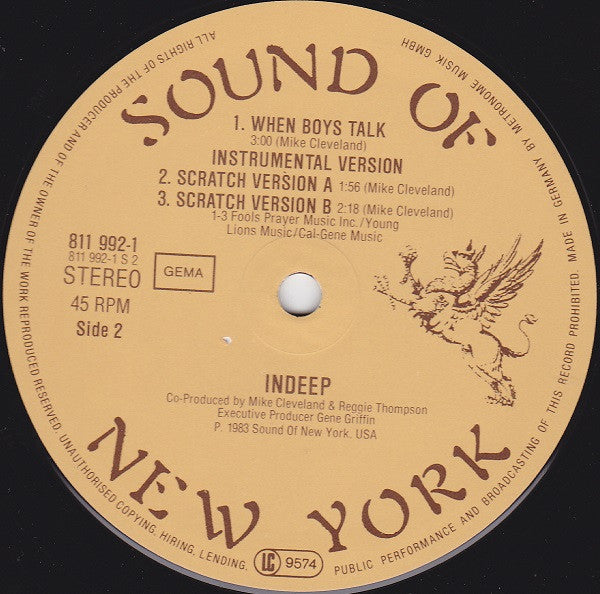 SOUND OF
1. WHEN BOYS TALK
3:00 (Mike Cleveland)
INSTRUMENTAL VERSION
2. SCRATCH VERSION A 1:56 (Mike Cleveland)
3. SCRATCH VERSION B 2:18 (Mike Cleveland)
1-3 Fools Prayer Music Inc./Young
Lions Music/Cal-Gene Music
811 992-1
811 992-1 S 2
STEREO
GEMA
45 RPM
Side 2
INDEEP
Co-Produced by Mike Cleveland & Reggie Thompson
Executive Producer Gene Griffin
P. 1983 Sound Of New York. USA
NEW YORK
LC 9574
ALL RIGHTS OF THE PRODUCER AND OF THE OWNER OF THE WORK REPRODUCED RESERVED. UNAUTHORISED COPYING, HIRING, LENDING, PUBLIC PERFORMANCE AND BROADCASTING OF THIS RECORD PROHIBITED. MADE IN GERMANY BY METRONOME MUSIK GMBH